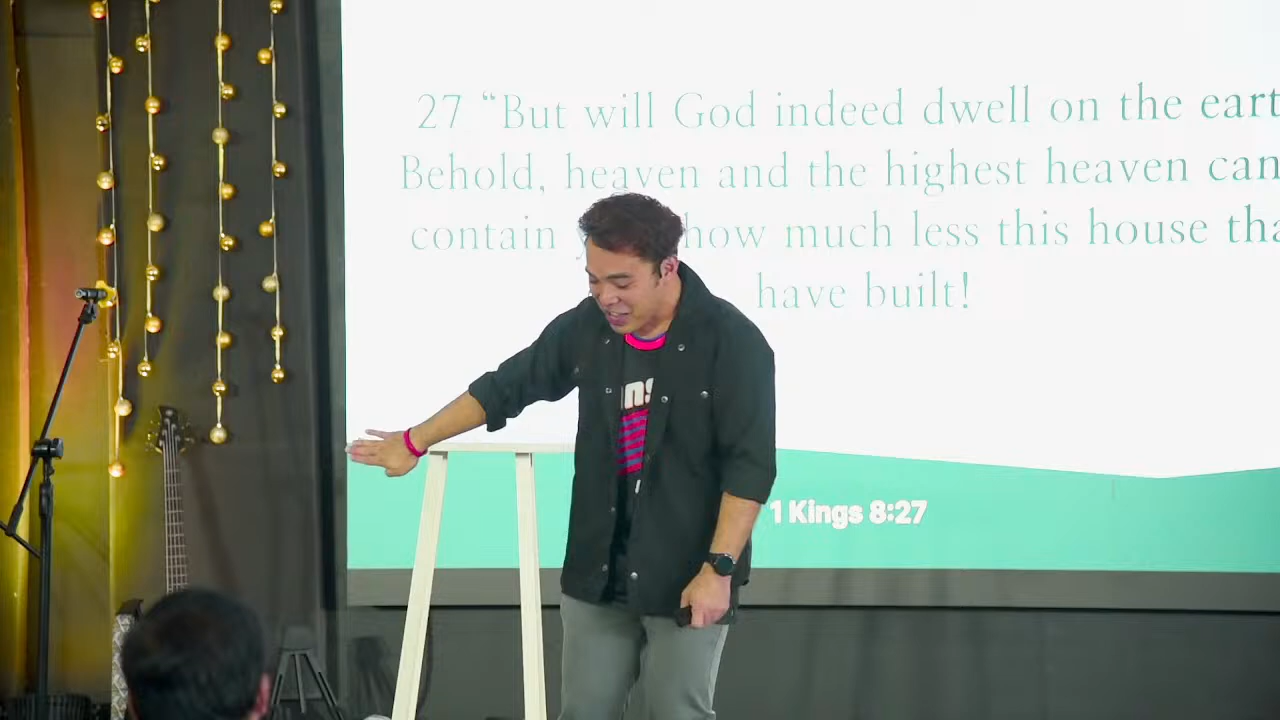 27 “But will God indeed dwell on the eart
Behold, heaven and the highest heaven can
contain how much less this house tha
have built!
1 Kings 8:27